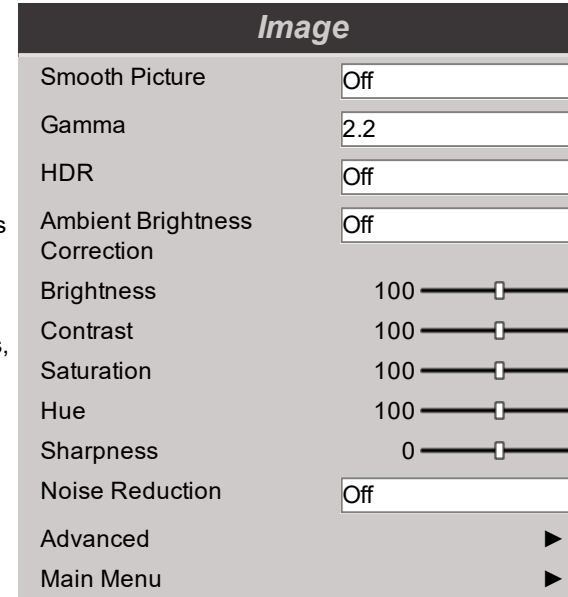 Image
Smooth Picture Off
Gamma 2.2
HDR Off
s
Ambient Brightness Off
Correction
Brightness 100
s,
Contrast 100
Saturation 100
Hue 100
Sharpness 0
Noise Reduction Off
Advanced ►
Main Menu ►